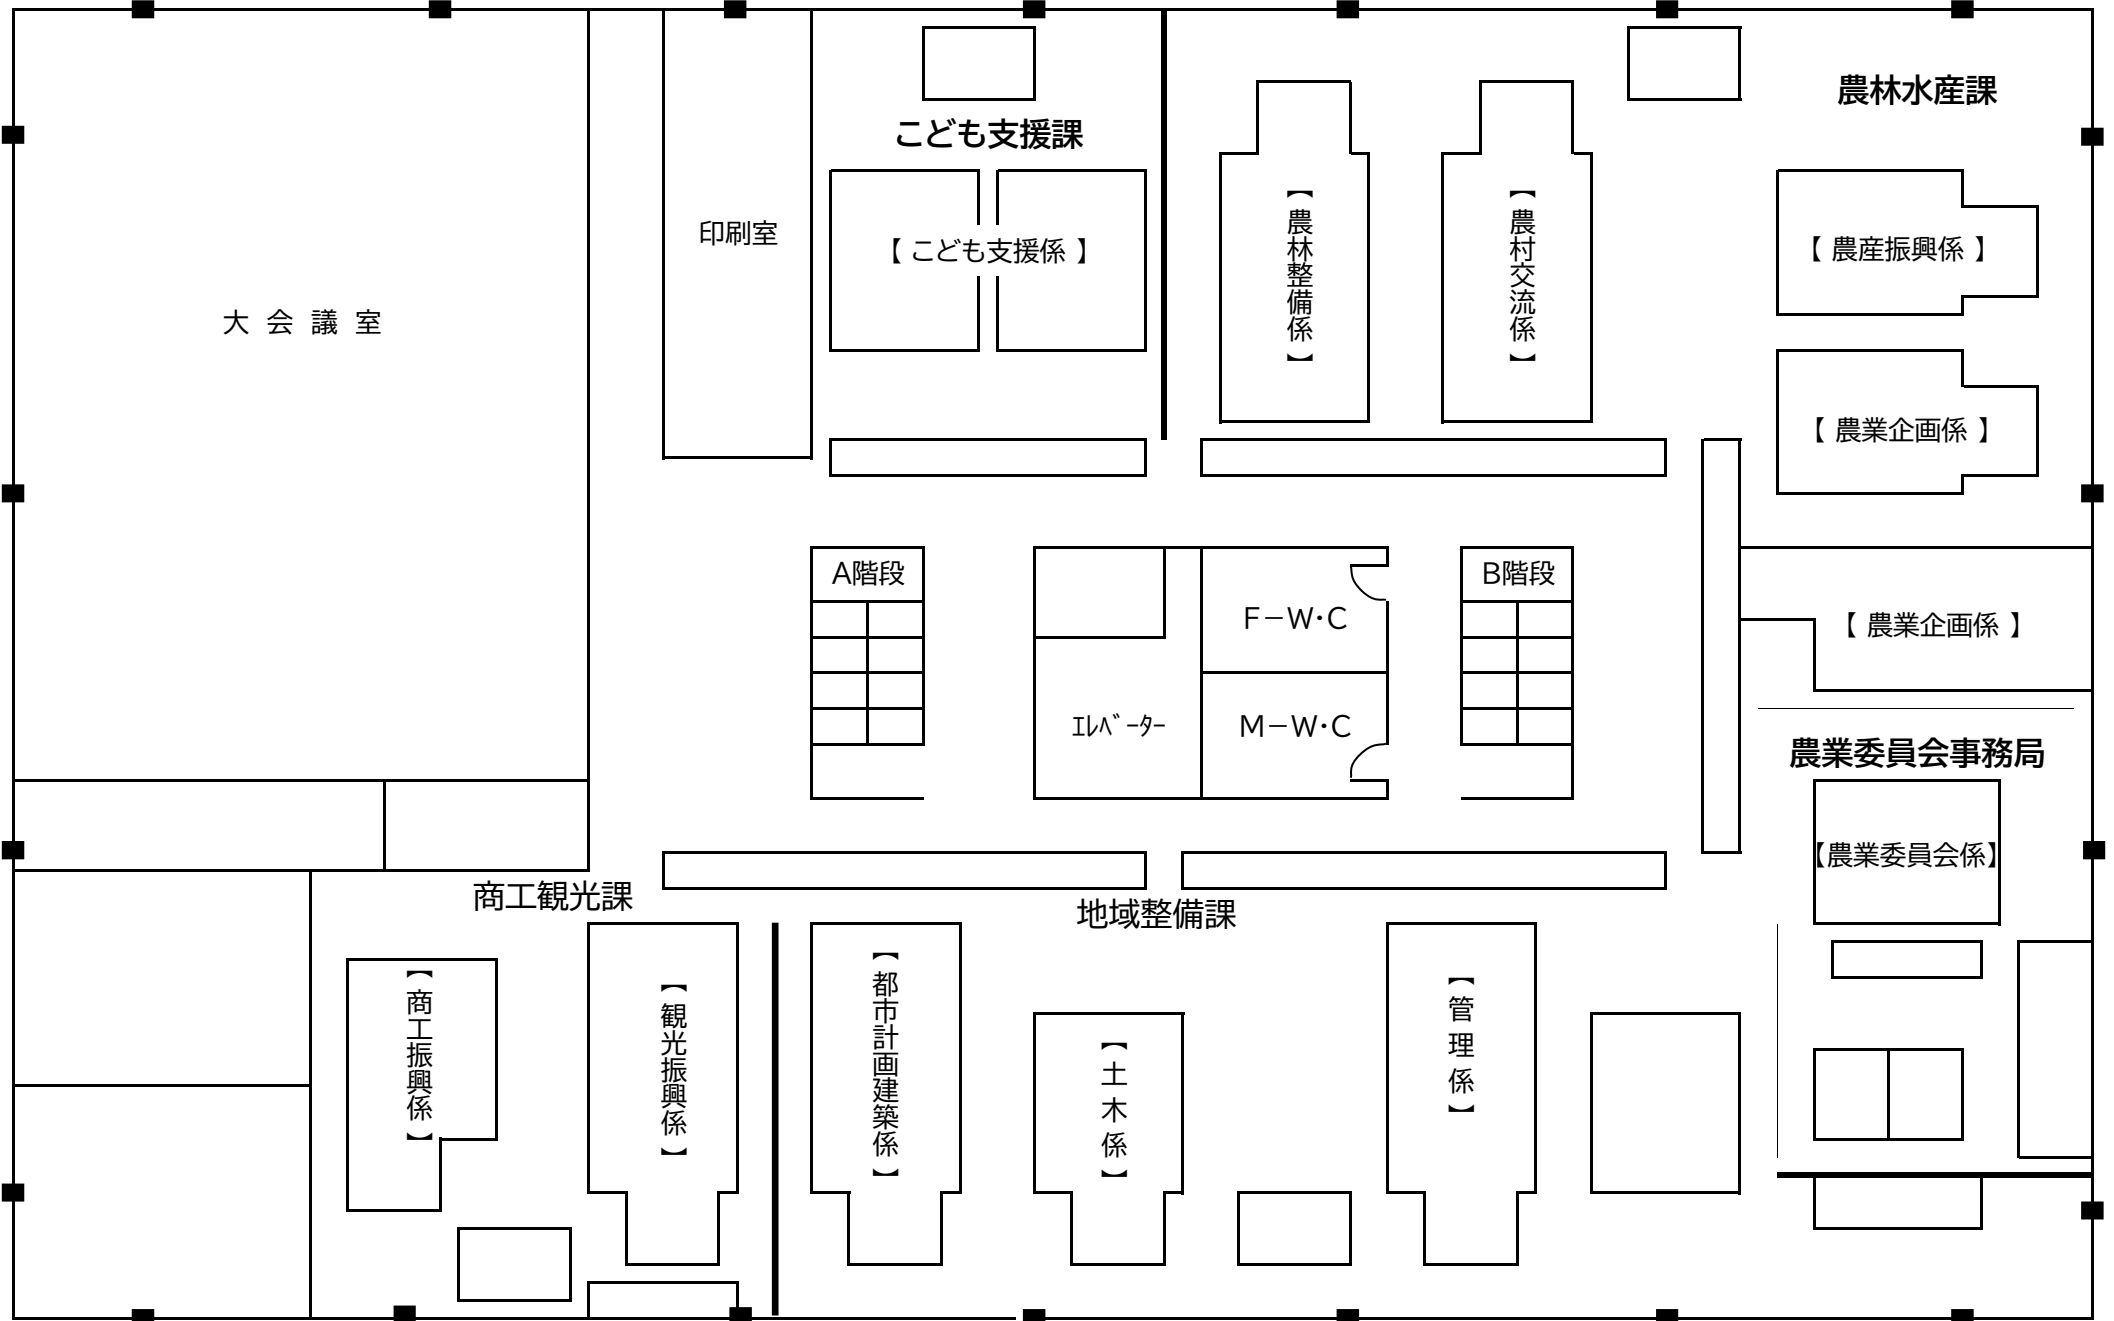 農林水産課
こども支援課
印刷室
【 こども支援係 】
【 農林整備係 】
【 農村交流係 】
【 農産振興係 】
大 会 議 室
【 農業企画係 】
A階段
F－W・C
B階段
【 農業企画係 】
ｴﾚﾍﾞｰﾀｰ
M－W・C
農業委員会事務局
【農業委員会係】
商工観光課
地域整備課
【 商工振興係 】
【 観光振興係 】
【 都市計画建築係 】
【 土 木 係 】
【 管 理 係 】